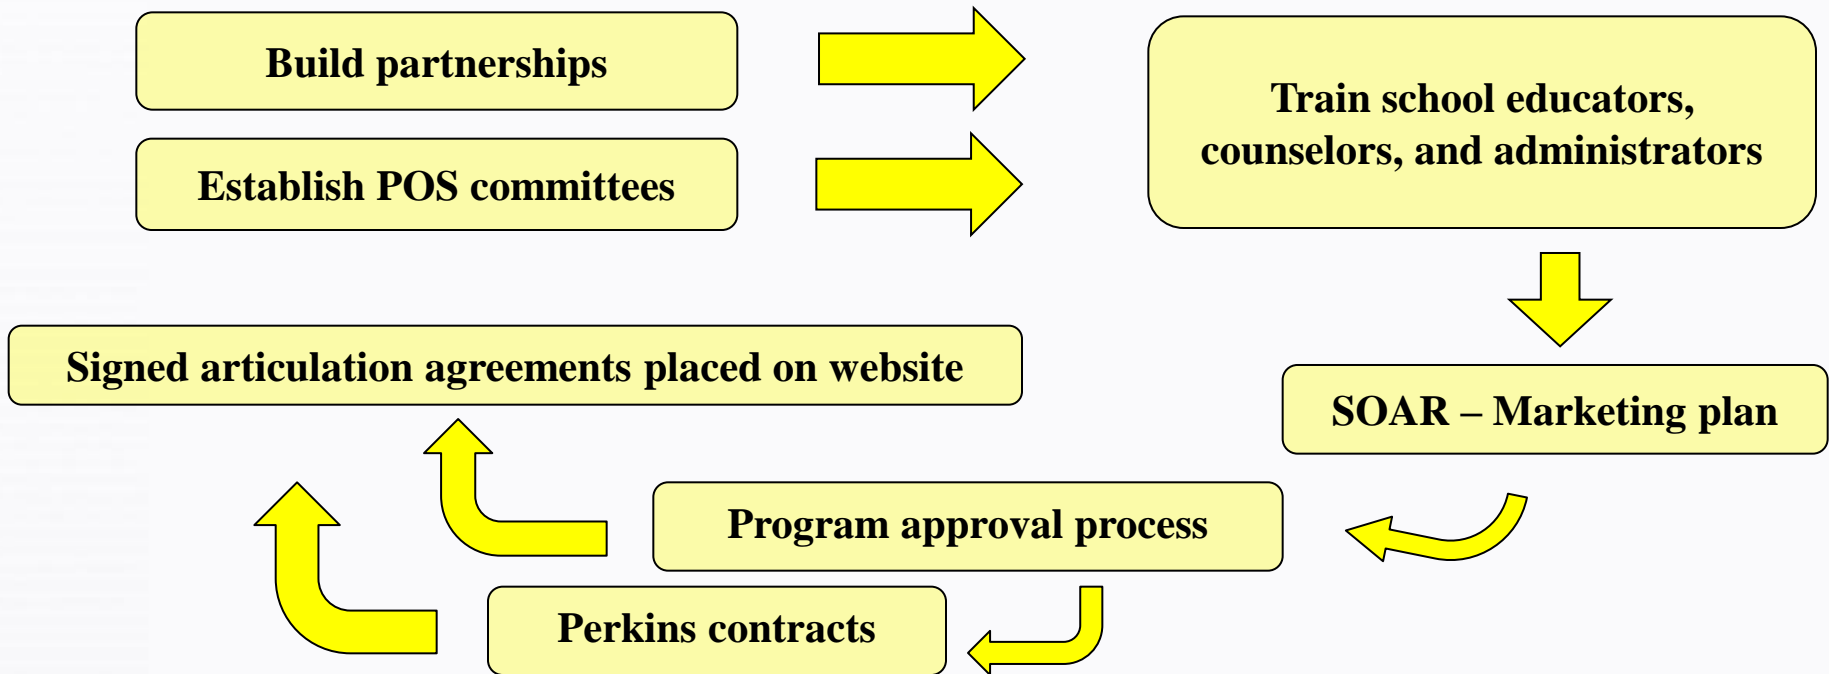 Build partnerships
Establish POS committees
Train school educators,
counselors, and administrators
Signed articulation agreements placed on website
SOAR – Marketing plan
Program approval process
Perkins contracts